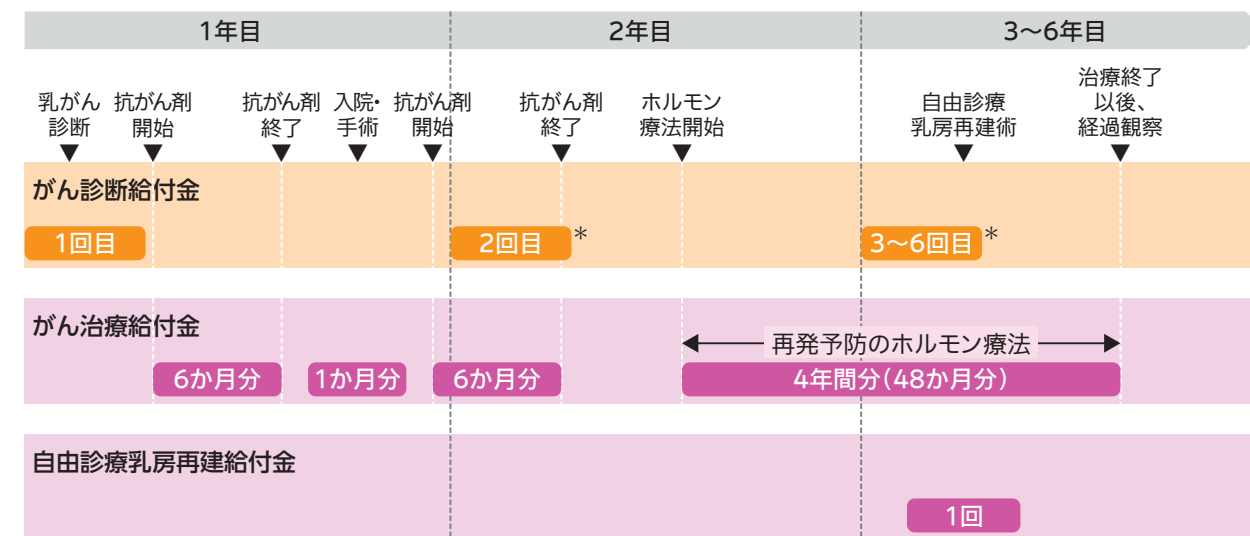 1年目
2年目
3〜6年目
乳がん
診断
抗がん剤
開始
抗がん剤
終了
入院・
手術
抗がん剤
開始
抗がん剤
終了
ホルモン
療法開始
自由診療
乳房再建術
治療終了
以後、
経過観察
がん診断給付金
1回目
2回目＊
3〜6回目＊
がん治療給付金
再発予防のホルモン療法
6か月分
1か月分
6か月分
4年間分(48か月分)
自由診療乳房再建給付金
1回